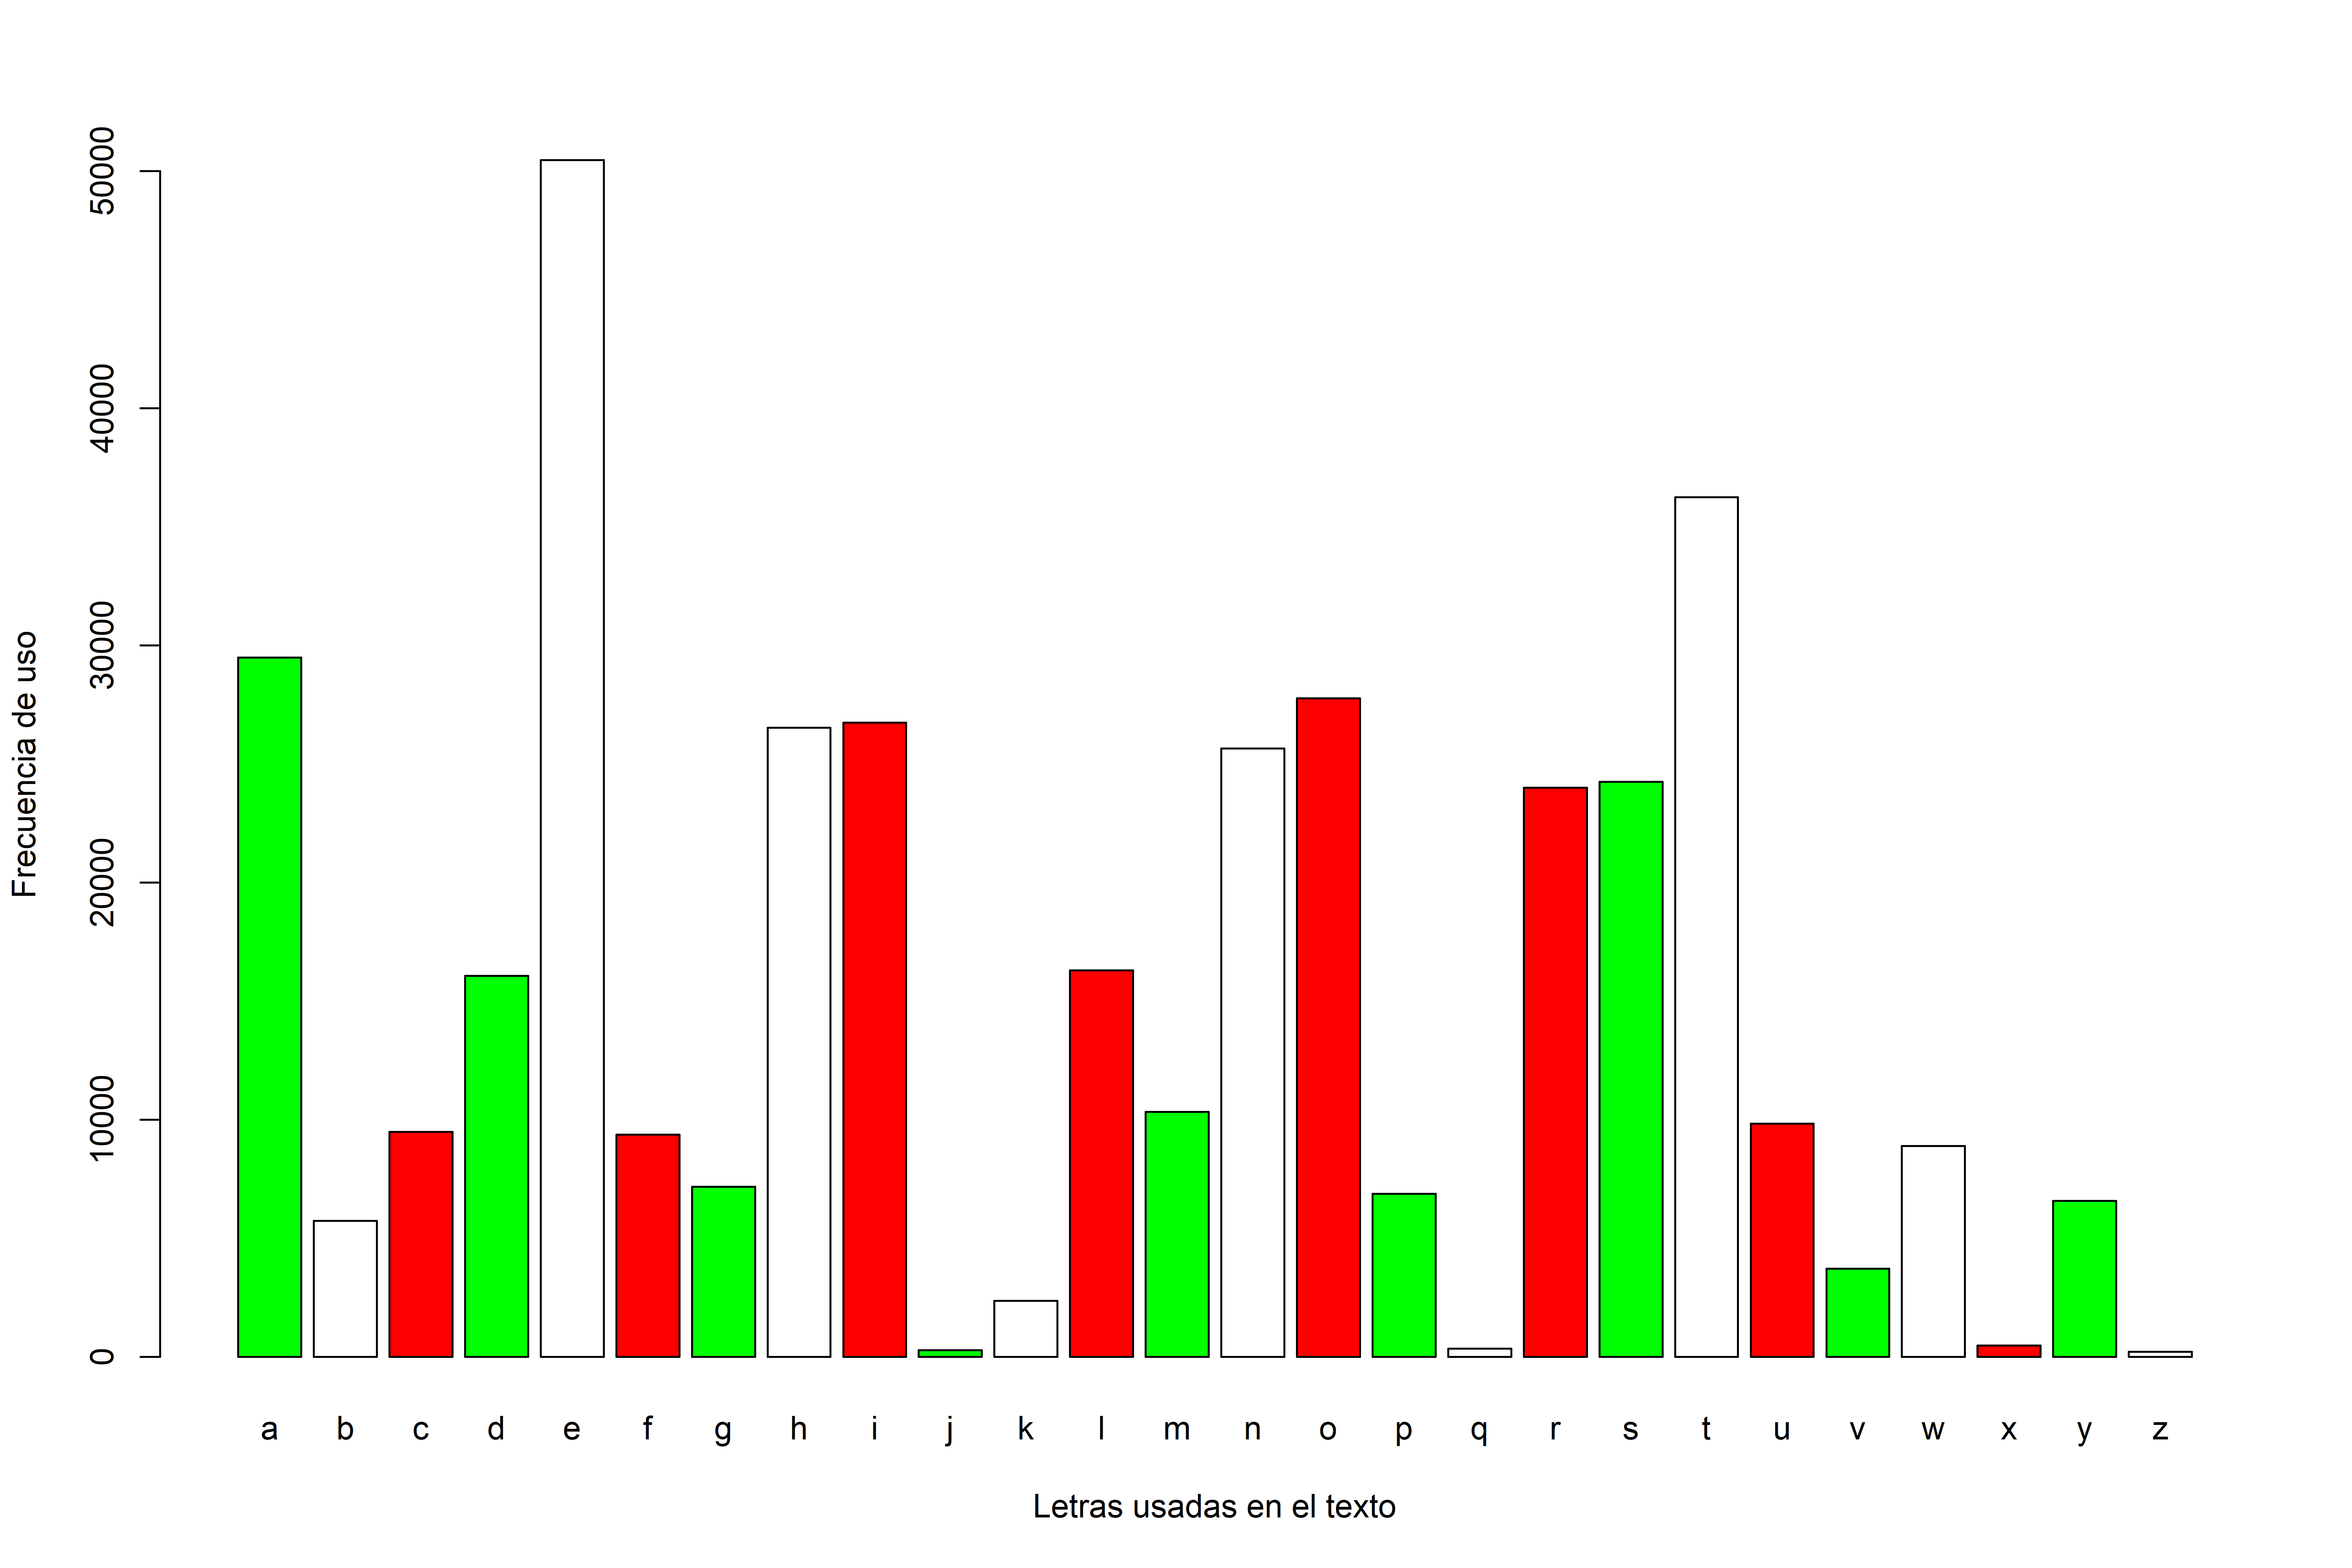 50000
40000
30000
20000
10000
0
Frecuencia de uso
a b c d e f g h i j k l m n o p q r s t u v w x y z
Letras usadas en el texto